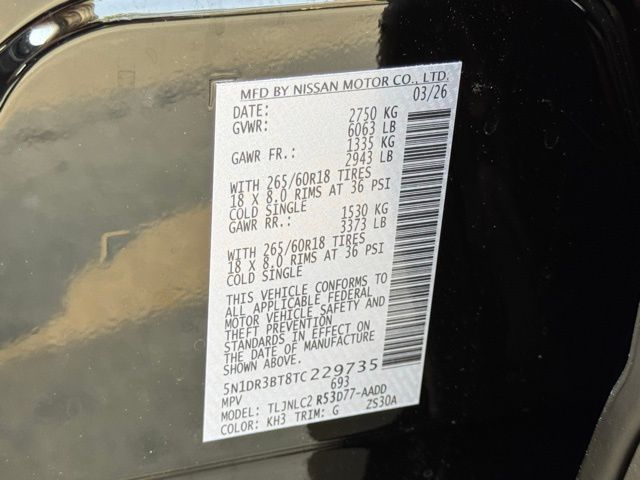 MFD BY NISSAN MOTOR CO., LTD.
DATE: 03/26
GVWR: 2750 KG
6063 LB
GAWR FR.: 1335 KG
2943 LB
WITH 265/60R18 TIRES
18 X 8.0 RIMS AT 36 PSI
COLD SINGLE
GAWR RR.: 1530 KG
3373 LB
WITH 265/60R18 TIRES
18 X 8.0 RIMS AT 36 PSI
COLD SINGLE
THIS VEHICLE CONFORMS TO
ALL APPLICABLE FEDERAL
MOTOR VEHICLE SAFETY AND
THEFT PREVENTION
STANDARDS IN EFFECT ON
THE DATE OF MANUFACTURE
SHOWN ABOVE.
5N1DR3BT8TC229735
MPV 693
MODEL: TLJNLC2 R53D77-AADD
COLOR: KH3 TRIM: G ZS30A